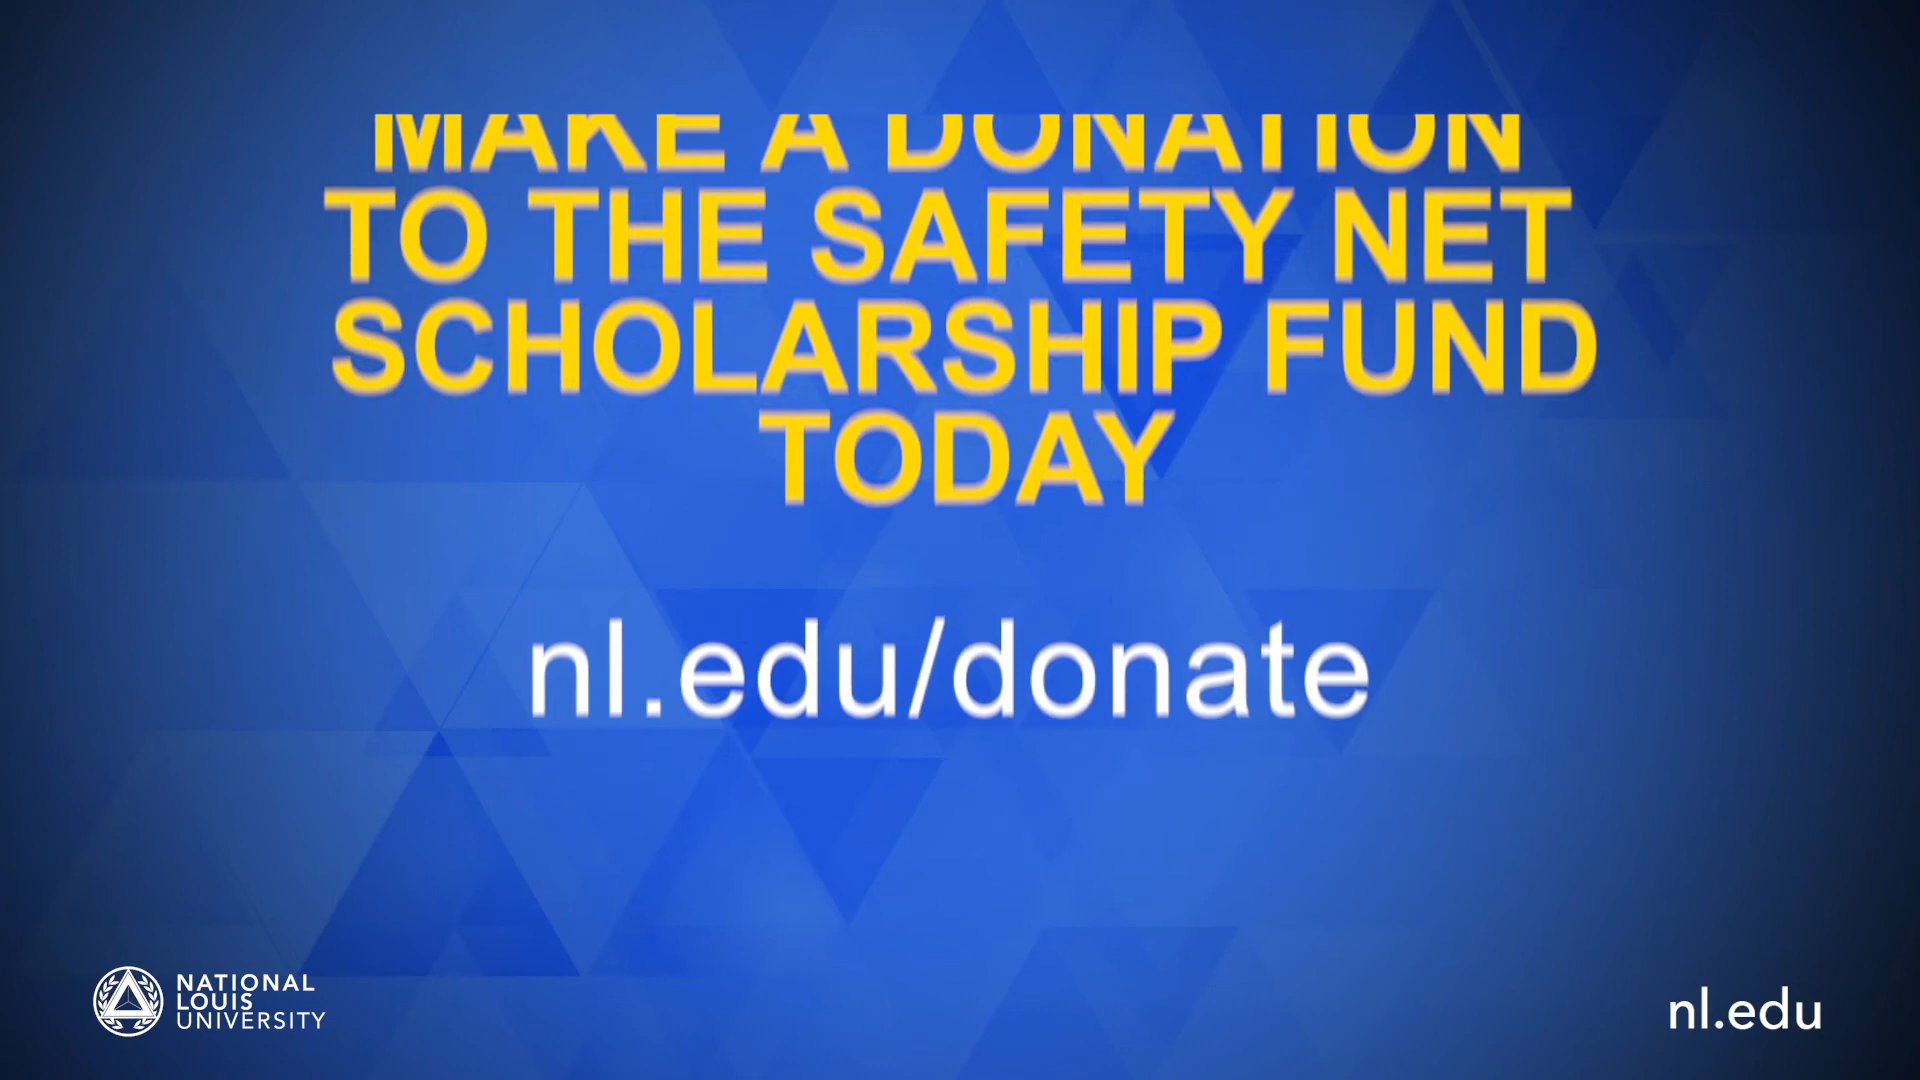 MAKE A DONATION
TO THE SAFETY NET
SCHOLARSHIP FUND
TODAY
nl.edu/donate
NATIONAL
LOUIS
UNIVERSITY
nl.edu